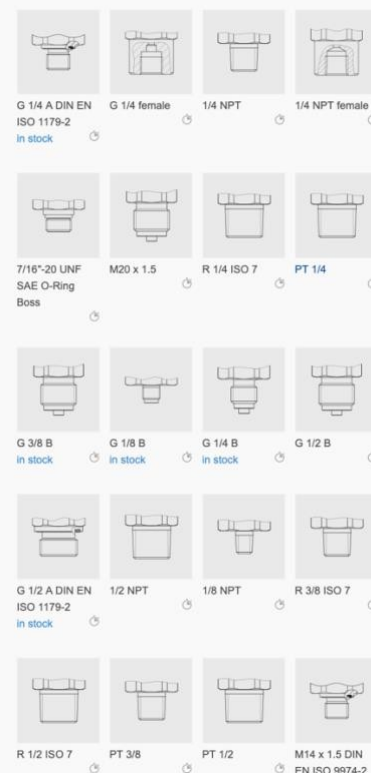 G 1/4 A DIN EN
ISO 1179-2
in stock
G 1/4 female
1/4 NPT
1/4 NPT female
7/16"-20 UNF
SAE O-Ring
Boss
M20 x 1.5
R 1/4 ISO 7
PT 1/4
G 3/8 B
in stock
G 1/8 B
in stock
G 1/4 B
in stock
G 1/2 B
G 1/2 A DIN EN
ISO 1179-2
in stock
1/2 NPT
1/8 NPT
R 3/8 ISO 7
R 1/2 ISO 7
PT 3/8
PT 1/2
M14 x 1.5 DIN
EN ISO 9974-2